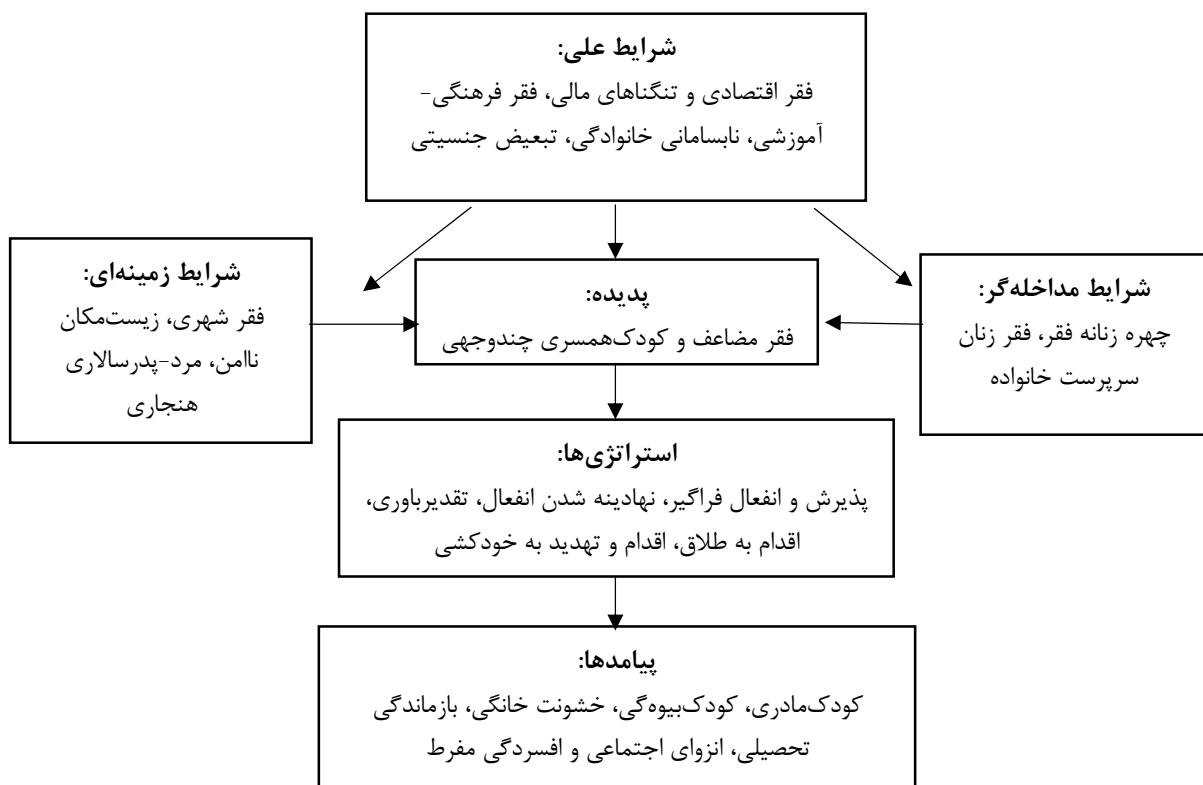 شرایط علی:
فقر اقتصادی و تنگناهای مالی، فقر فرهنگی-
آموزشی، نابسامانی خانوادگی، تبعیض جنسیتی
شرایط مداخله‌گر:
چهره زنانه فقر، فقر زنان
سرپرست خانواده
پدیده:
فقر مضاعف و کودک‌همسری چندوجهی
شرایط زمینه‌ای:
فقر شهری، زیست‌مکان
ناامن، مرد-پدرسالاری
هنجاری
استراتژی‌ها:
پذیرش و انفعال فراگیر، نهادینه شدن انفعال، تقدیرباوری،
اقدام به طلاق، اقدام و تهدید به خودکشی
پیامدها:
کودک‌مادری، کودک‌بیوه‌گی، خشونت خانگی، بازماندگی
تحصیلی، انزوای اجتماعی و افسردگی مفرط